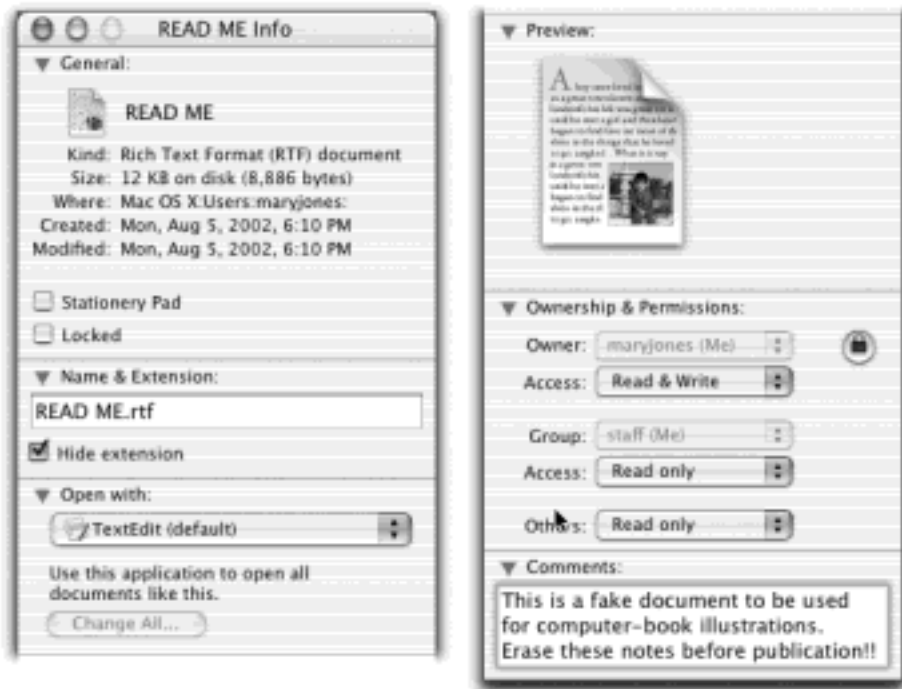 READ ME Info
General:
READ ME
Kind: Rich Text Format (RTF) document
Size: 12 KB on disk (8,886 bytes)
Where: Mac OS X:Users:maryjones:
Created: Mon, Aug 5, 2002, 6:10 PM
Modified: Mon, Aug 5, 2002, 6:10 PM
Stationery Pad
Locked
Name & Extension:
READ ME.rtf
Hide extension
Open with:
TextEdit (default)
Use this application to open all
documents like this.
Change All...
Preview:
Ownership & Permissions:
Owner: maryjones (Me)
Access: Read & Write
Group: staff (Me)
Access: Read only
Others: Read only
Comments:
This is a fake document to be used
for computer-book illustrations.
Erase these notes before publication!!